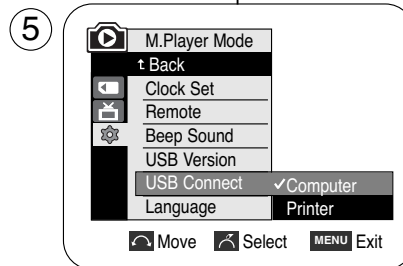 5
M.Player Mode
Back
Clock Set
Remote
Beep Sound
USB Version
USB Connect ✓Computer
Language Printer
Move Select MENU Exit